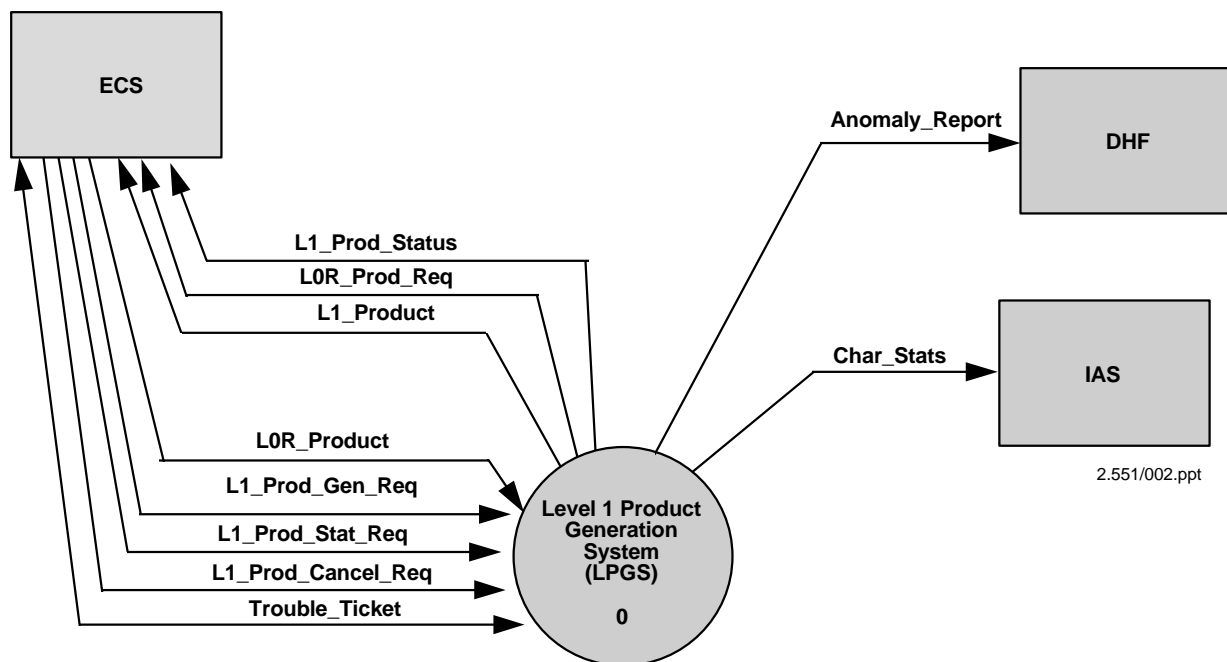 ECS
Anomaly_Report
DHF
L1_Prod_Status
L0R_Prod_Req
L1_Product
Char_Stats
IAS
L0R_Product
2.551/002.ppt
L1_Prod_Gen_Req
Level 1 Product
Generation
System
(LPGS)
0
L1_Prod_Stat_Req
L1_Prod_Cancel_Req
Trouble_Ticket